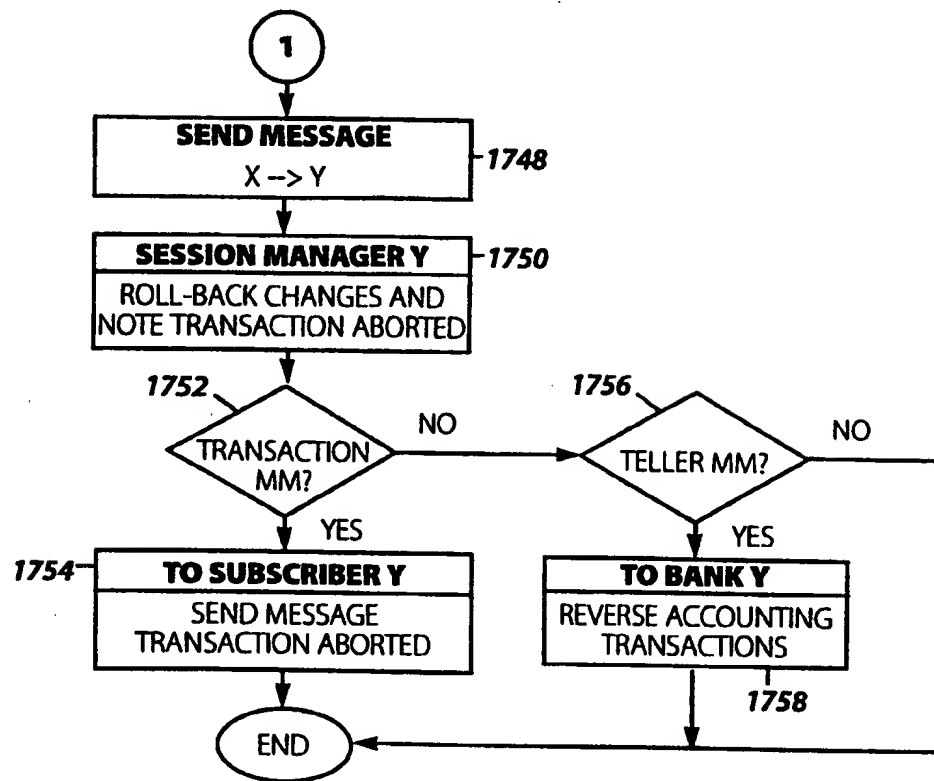 1
SEND MESSAGE
X --> Y
1748
SESSION MANAGER Y
1750
ROLL-BACK CHANGES AND
NOTE TRANSACTION ABORTED
1752
TRANSACTION
MM?
NO
YES
1756
TELLER MM?
NO
YES
1754
TO SUBSCRIBER Y
SEND MESSAGE
TRANSACTION ABORTED
TO BANK Y
REVERSE ACCOUNTING
TRANSACTIONS
1758
END